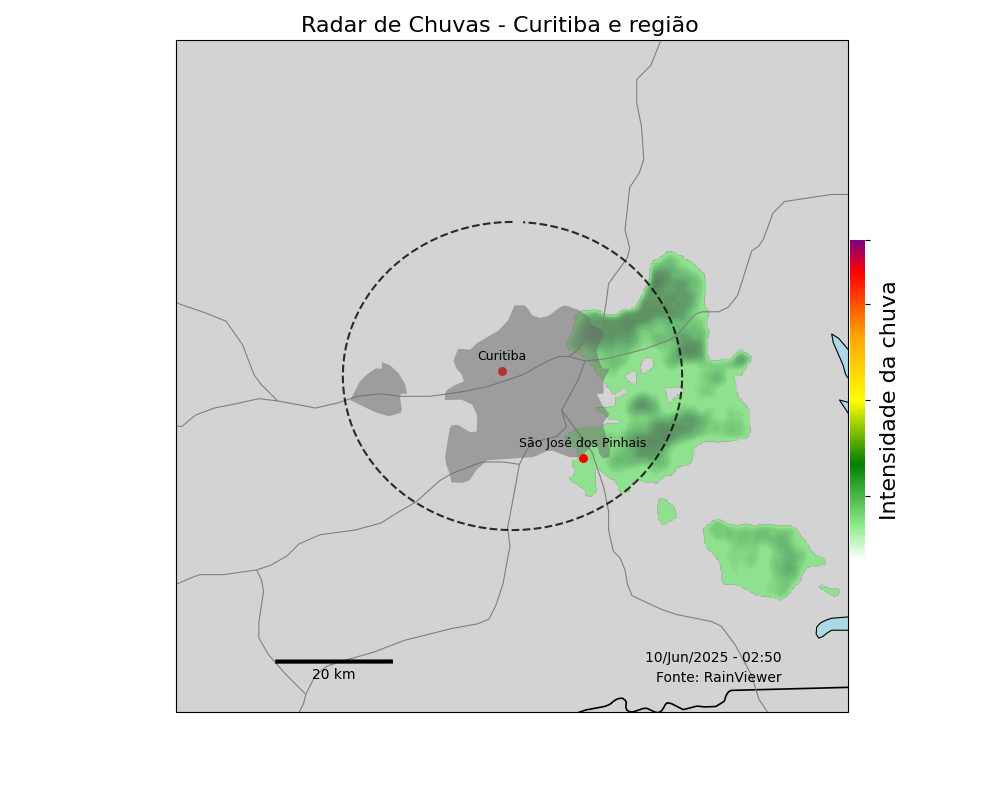 Radar de Chuvas - Curitiba e região
Curitiba
São José dos Pinhais
Intensidade da chuva
10/Jun/2025 - 02:50
Fonte: RainViewer
20 km